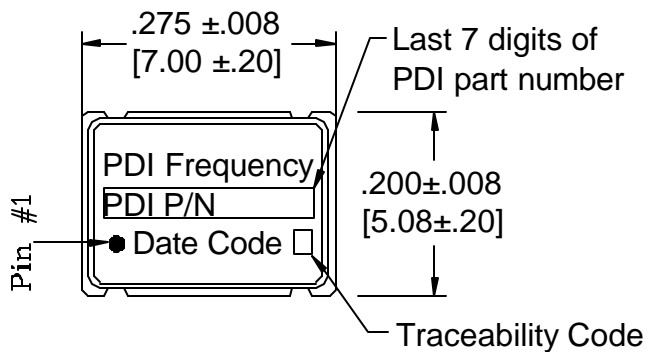 .275 ±.008
[7.00 ±.20]
Last 7 digits of
PDI part number
PDI Frequency
PDI P/N
Date Code
Pin #1
.200±.008
[5.08±.20]
Traceability Code